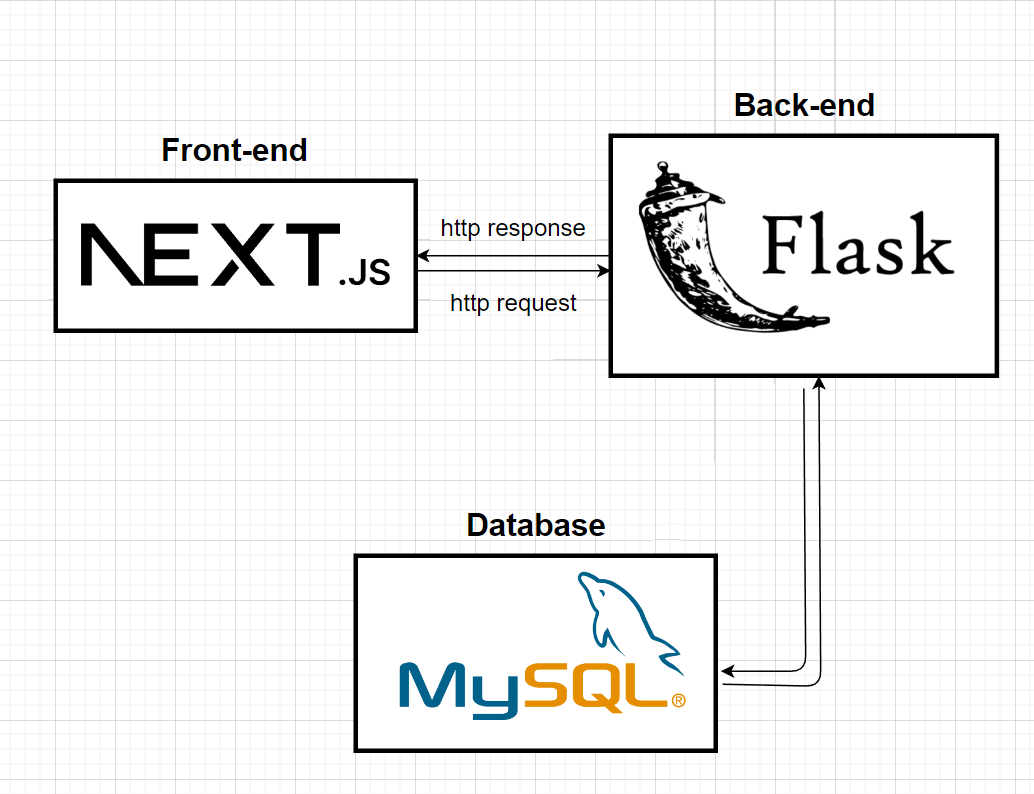 Back-end
Front-end
NEXT.JS
http response
http request
Flask
Database
MySQL®